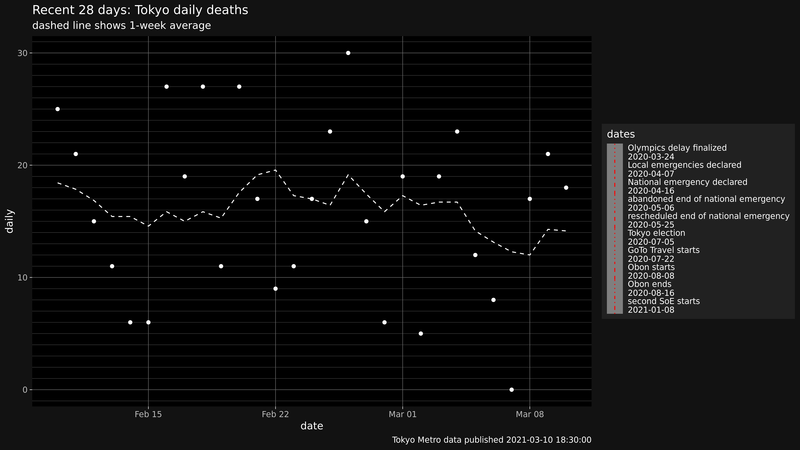 Recent 28 days: Tokyo daily deaths
dashed line shows 1-week average
30
20
10
0
daily
Feb 15
Feb 22
Mar 01
Mar 08
date
Tokyo Metro data published 2021-03-10 18:30:00
dates
Olympics delay finalized
2020-03-24
Local emergencies declared
2020-04-07
National emergency declared
2020-04-16
abandoned end of national emergency
2020-05-06
rescheduled end of national emergency
2020-05-25
Tokyo election
2020-07-05
GoTo Travel starts
2020-07-22
Obon starts
2020-08-08
Obon ends
2020-08-16
second SoE starts
2021-01-08